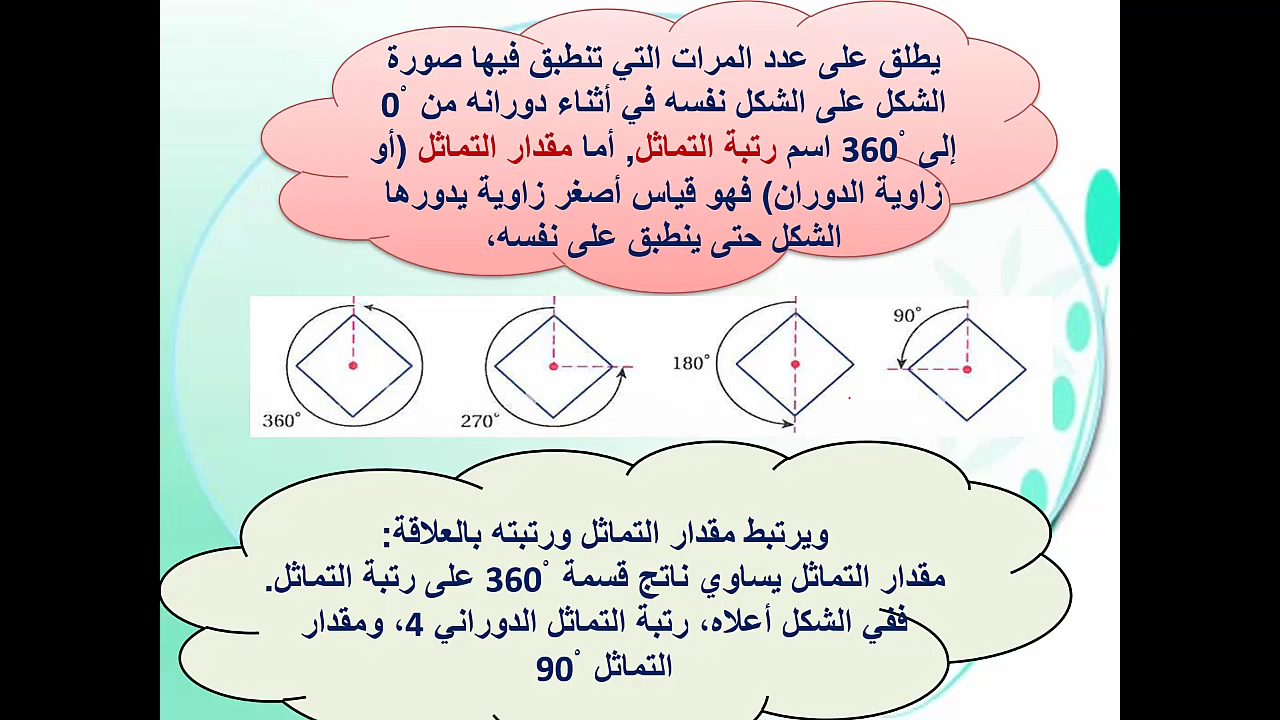 يطلق على عدد المرات التي تنطبق فيها صورة
الشكل على الشكل نفسه في أثناء دورانه من 0°
إلى 360° اسم رتبة التماثل, أما مقدار التماثل (أو
زاوية الدوران) فهو قياس أصغر زاوية يدورها
الشكل حتى ينطبق على نفسه،
90°
180°
270°
360°
ويرتبط مقدار التماثل ورتبته بالعلاقة:
مقدار التماثل يساوي ناتج قسمة 360° على رتبة التماثل.
ففي الشكل أعلاه، رتبة التماثل الدوراني 4، ومقدار
التماثل 90°